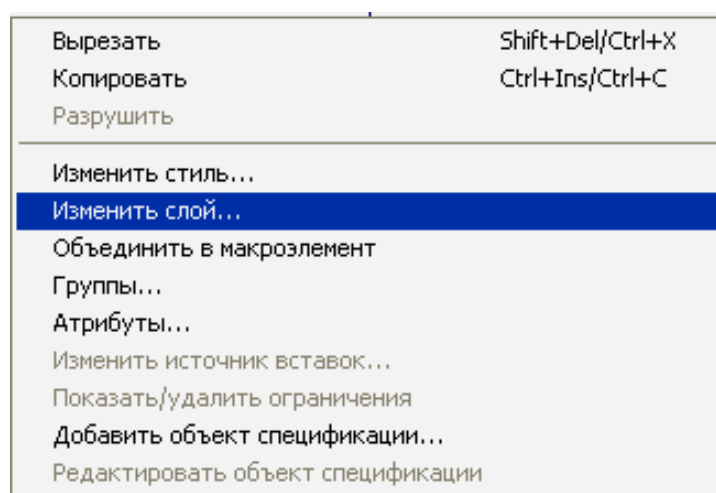 Вырезать Shift+Del/Ctrl+X
Копировать Ctrl+Ins/Ctrl+C
Разрушить
Изменить стиль...
Изменить слой...
Объединить в макроэлемент
Группы...
Атрибуты...
Изменить источник вставок...
Показать/удалить ограничения
Добавить объект спецификации...
Редактировать объект спецификации